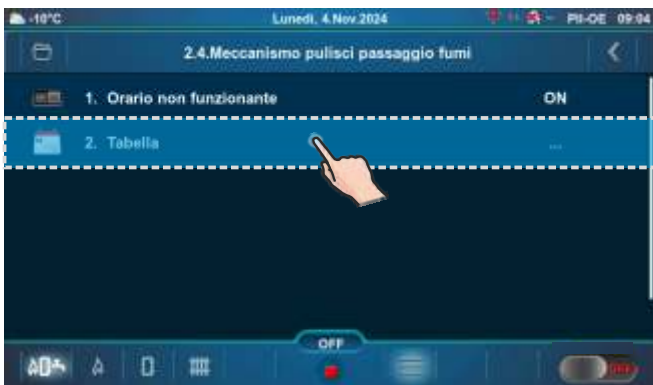 -10°C Lunedì, 4.Nov.2024 PII-OE 09:04
2.4.Meccanismo pulisci passaggio fumi
1. Orario non funzionante ON
2. Tabella ...
OFF
OFF